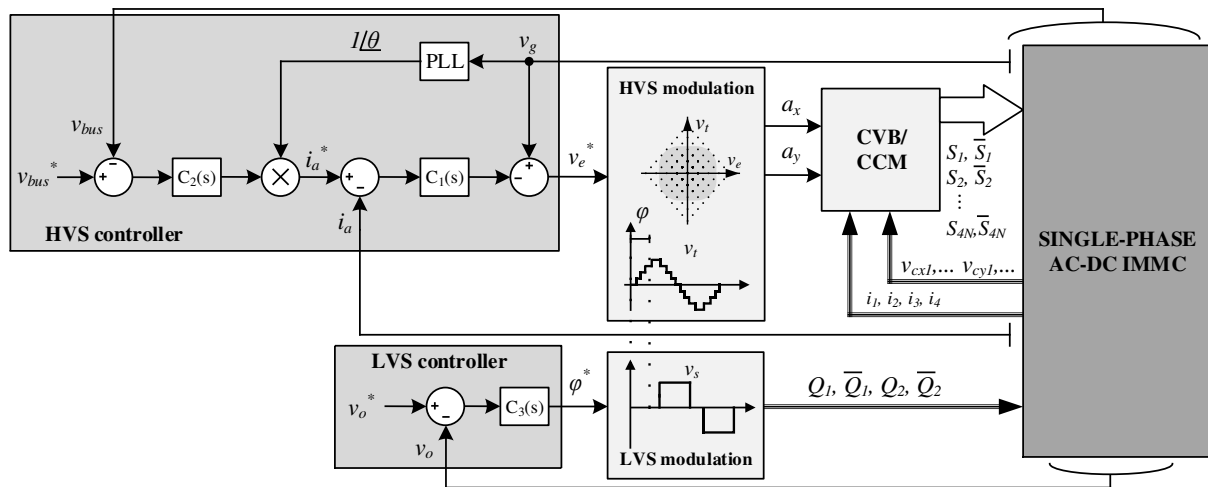 1/θ
v_g
PLL
v_bus
v_bus*
C₂(s)
i_a*
C₁(s)
v_e*
i_a
HVS controller
HVS modulation
v_t
v_e
φ
v_t
a_x
a_y
CVB/
CCM
S₁, S̅₁
S₂, S̅₂
⋮
S_4N, S̅_4N
v_cx1,... v_cy1,...
i₁, i₂, i₃, i₄
SINGLE-PHASE
AC-DC IMMC
LVS controller
v_o*
C₃(s)
φ*
v_o
v_s
LVS modulation
Q₁, Q̅₁, Q₂, Q̅₂